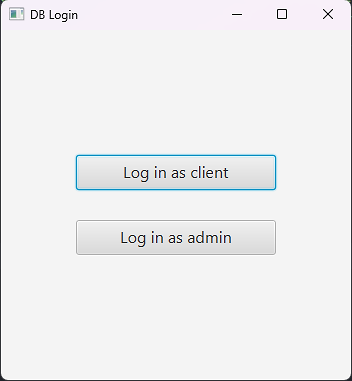 DB Login
Log in as client
Log in as admin